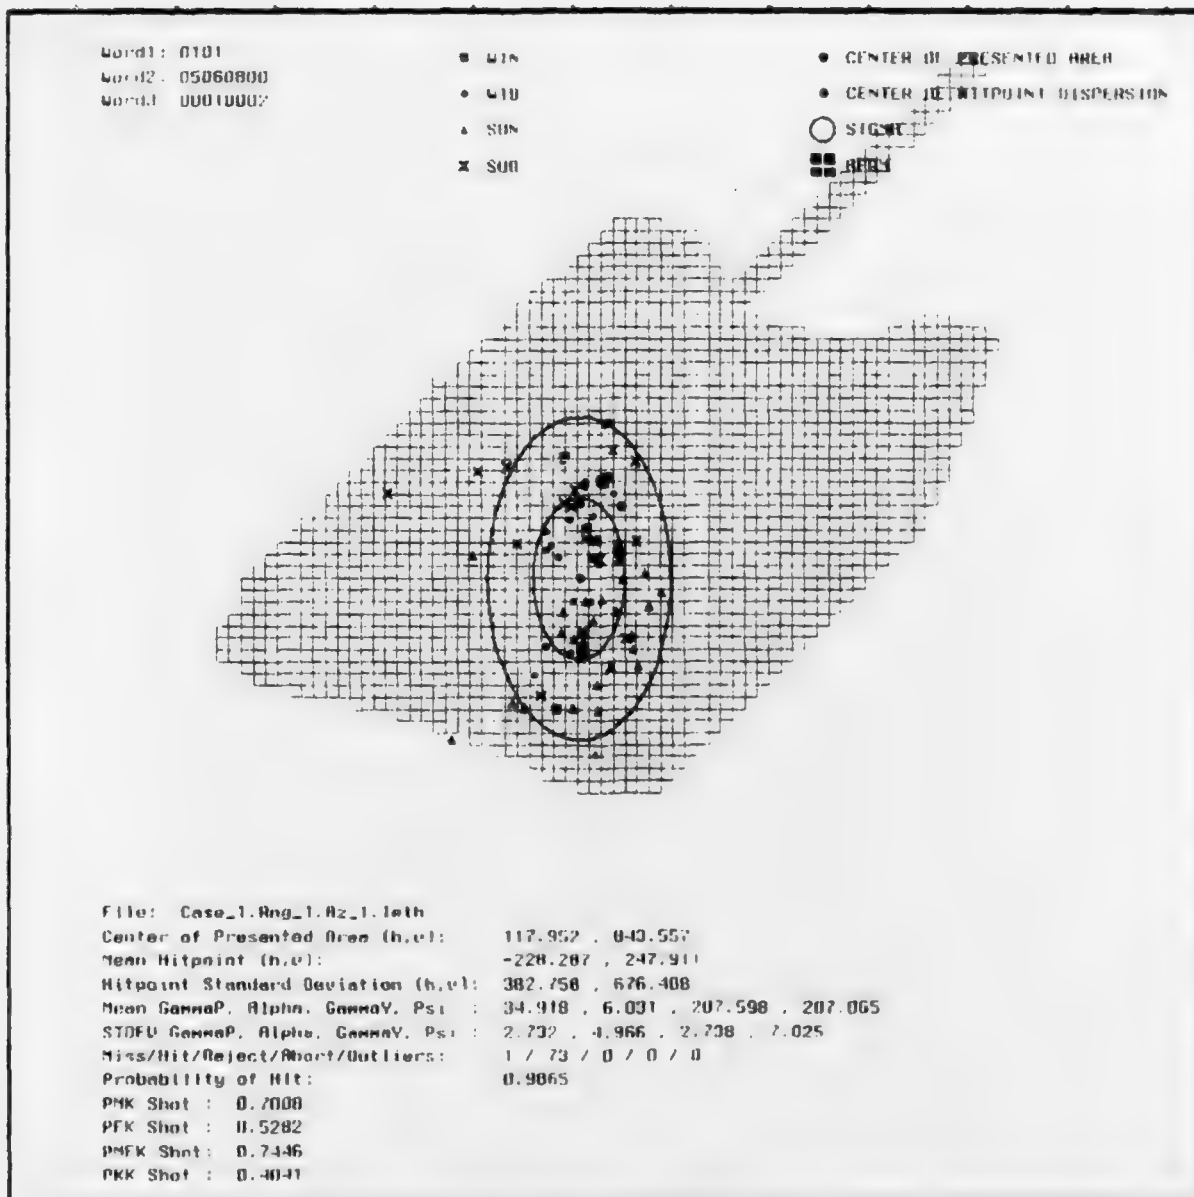 Word1: 0101
Word2: 05060800
Word3 00010002
WIN
WID
SUN
SUD
CENTER OF PRESENTED AREA
CENTER OF HITPOINT DISPERSION
SIGHT
File: Case_1.Rng_1.Az_1.leth
Center of Presented Area (h,v): 117.952 , 843.557
Mean Hitpoint (h,v): -228.287 , 247.911
Hitpoint Standard Deviation (h,v): 382.758 , 676.408
Mean GammaP, Alpha, GammaY, Psi : 34.918 , 6.031 , 207.598 , 207.065
STDEV GammaP, Alpha, GammaY, Psi : 2.732 , 4.966 , 2.738 , 7.025
Miss/Hit/Reject/Abort/Outliers: 1 / 73 / 0 / 0 / 0
Probability of Hit: 0.9865
PMK Shot : 0.7008
PFK Shot : 0.5282
PMFK Shot: 0.7446
PKK Shot : 0.4041